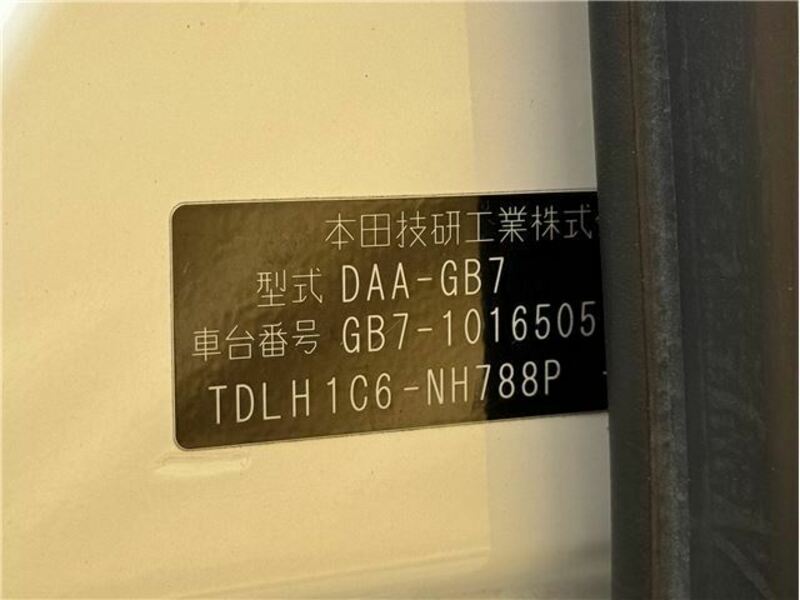 本田技研工業株式
型式 DAA-GB7
車台番号 GB7-1016505
TDLH1C6-NH788P -